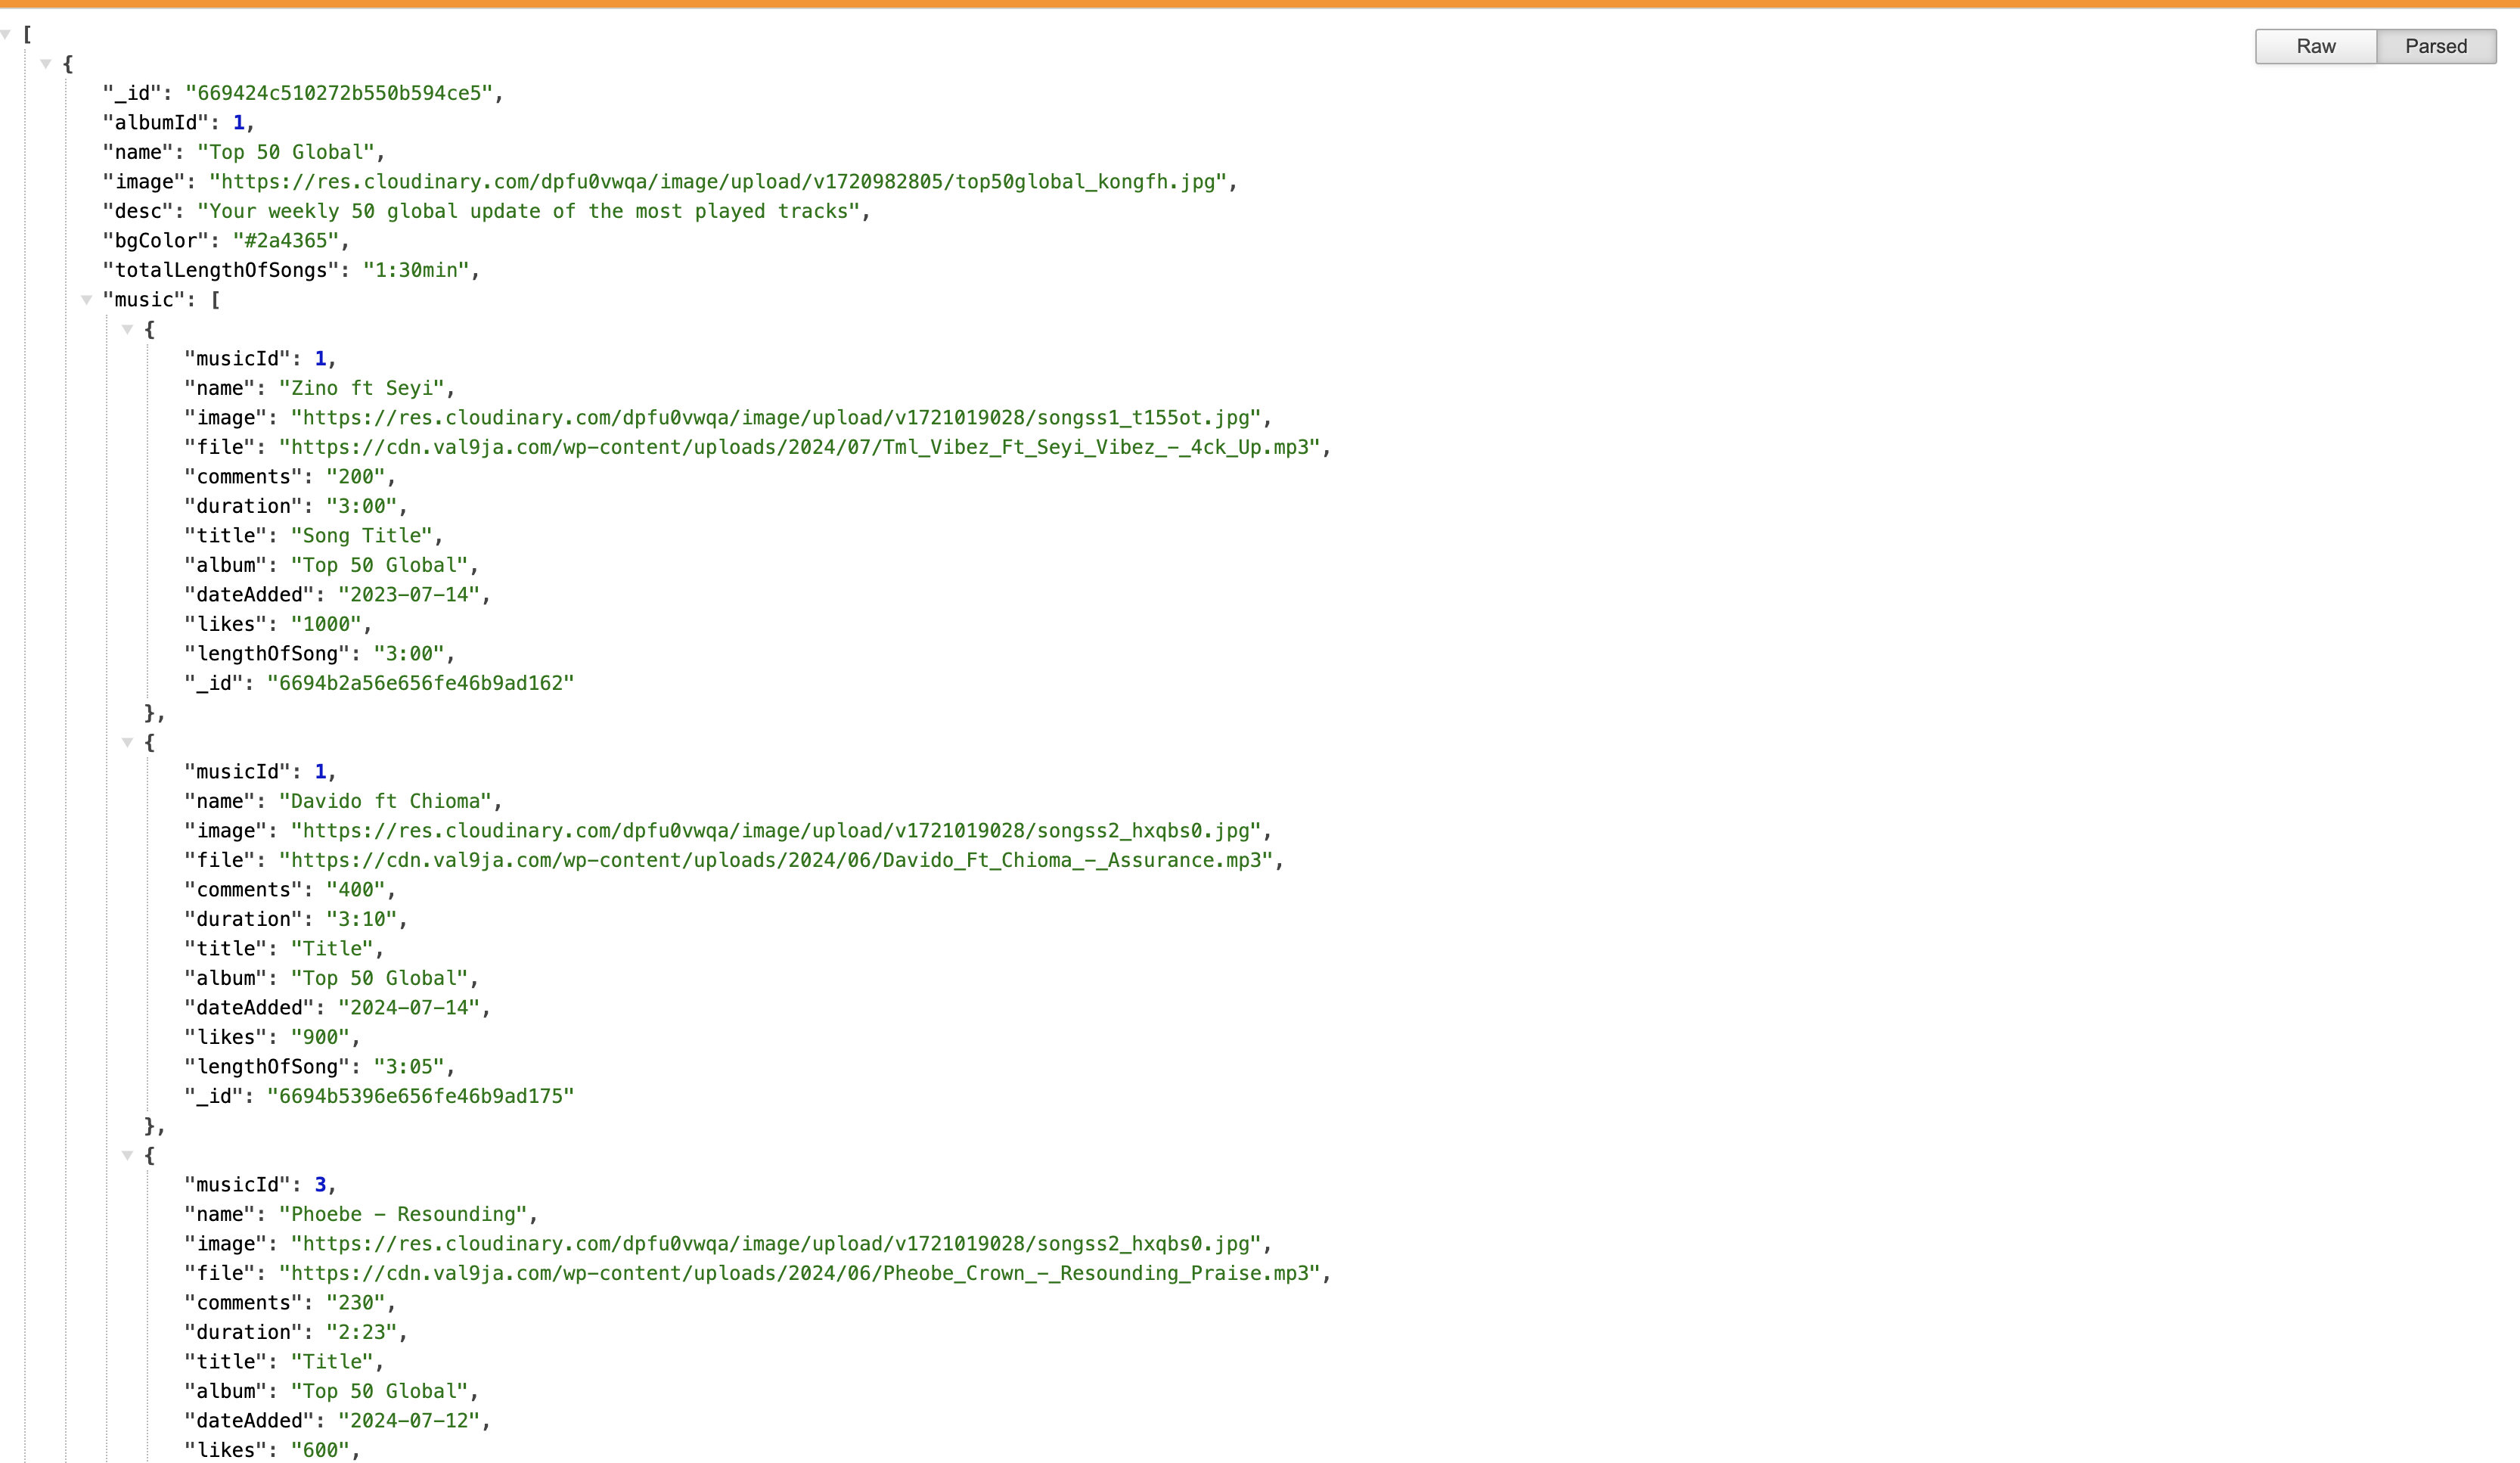 [
Raw Parsed
{
"_id": "669424c510272b550b594ce5",
"albumId": 1,
"name": "Top 50 Global",
"image": "https://res.cloudinary.com/dpfu0vwqa/image/upload/v1720982805/top50global_kongfh.jpg",
"desc": "Your weekly 50 global update of the most played tracks",
"bgColor": "#2a4365",
"totalLengthOfSongs": "1:30min",
"music": [
{
"musicId": 1,
"name": "Zino ft Seyi",
"image": "https://res.cloudinary.com/dpfu0vwqa/image/upload/v1721019028/songss1_t155ot.jpg",
"file": "https://cdn.val9ja.com/wp-content/uploads/2024/07/Tml_Vibez_Ft_Seyi_Vibez_-_4ck_Up.mp3",
"comments": "200",
"duration": "3:00",
"title": "Song Title",
"album": "Top 50 Global",
"dateAdded": "2023-07-14",
"likes": "1000",
"lengthOfSong": "3:00",
"_id": "6694b2a56e656fe46b9ad162"
},
{
"musicId": 1,
"name": "Davido ft Chioma",
"image": "https://res.cloudinary.com/dpfu0vwqa/image/upload/v1721019028/songss2_hxqbs0.jpg",
"file": "https://cdn.val9ja.com/wp-content/uploads/2024/06/Davido_Ft_Chioma_-_Assurance.mp3",
"comments": "400",
"duration": "3:10",
"title": "Title",
"album": "Top 50 Global",
"dateAdded": "2024-07-14",
"likes": "900",
"lengthOfSong": "3:05",
"_id": "6694b5396e656fe46b9ad175"
},
{
"musicId": 3,
"name": "Phoebe - Resounding",
"image": "https://res.cloudinary.com/dpfu0vwqa/image/upload/v1721019028/songss2_hxqbs0.jpg",
"file": "https://cdn.val9ja.com/wp-content/uploads/2024/06/Pheobe_Crown_-_Resounding_Praise.mp3",
"comments": "230",
"duration": "2:23",
"title": "Title",
"album": "Top 50 Global",
"dateAdded": "2024-07-12",
"likes": "600",